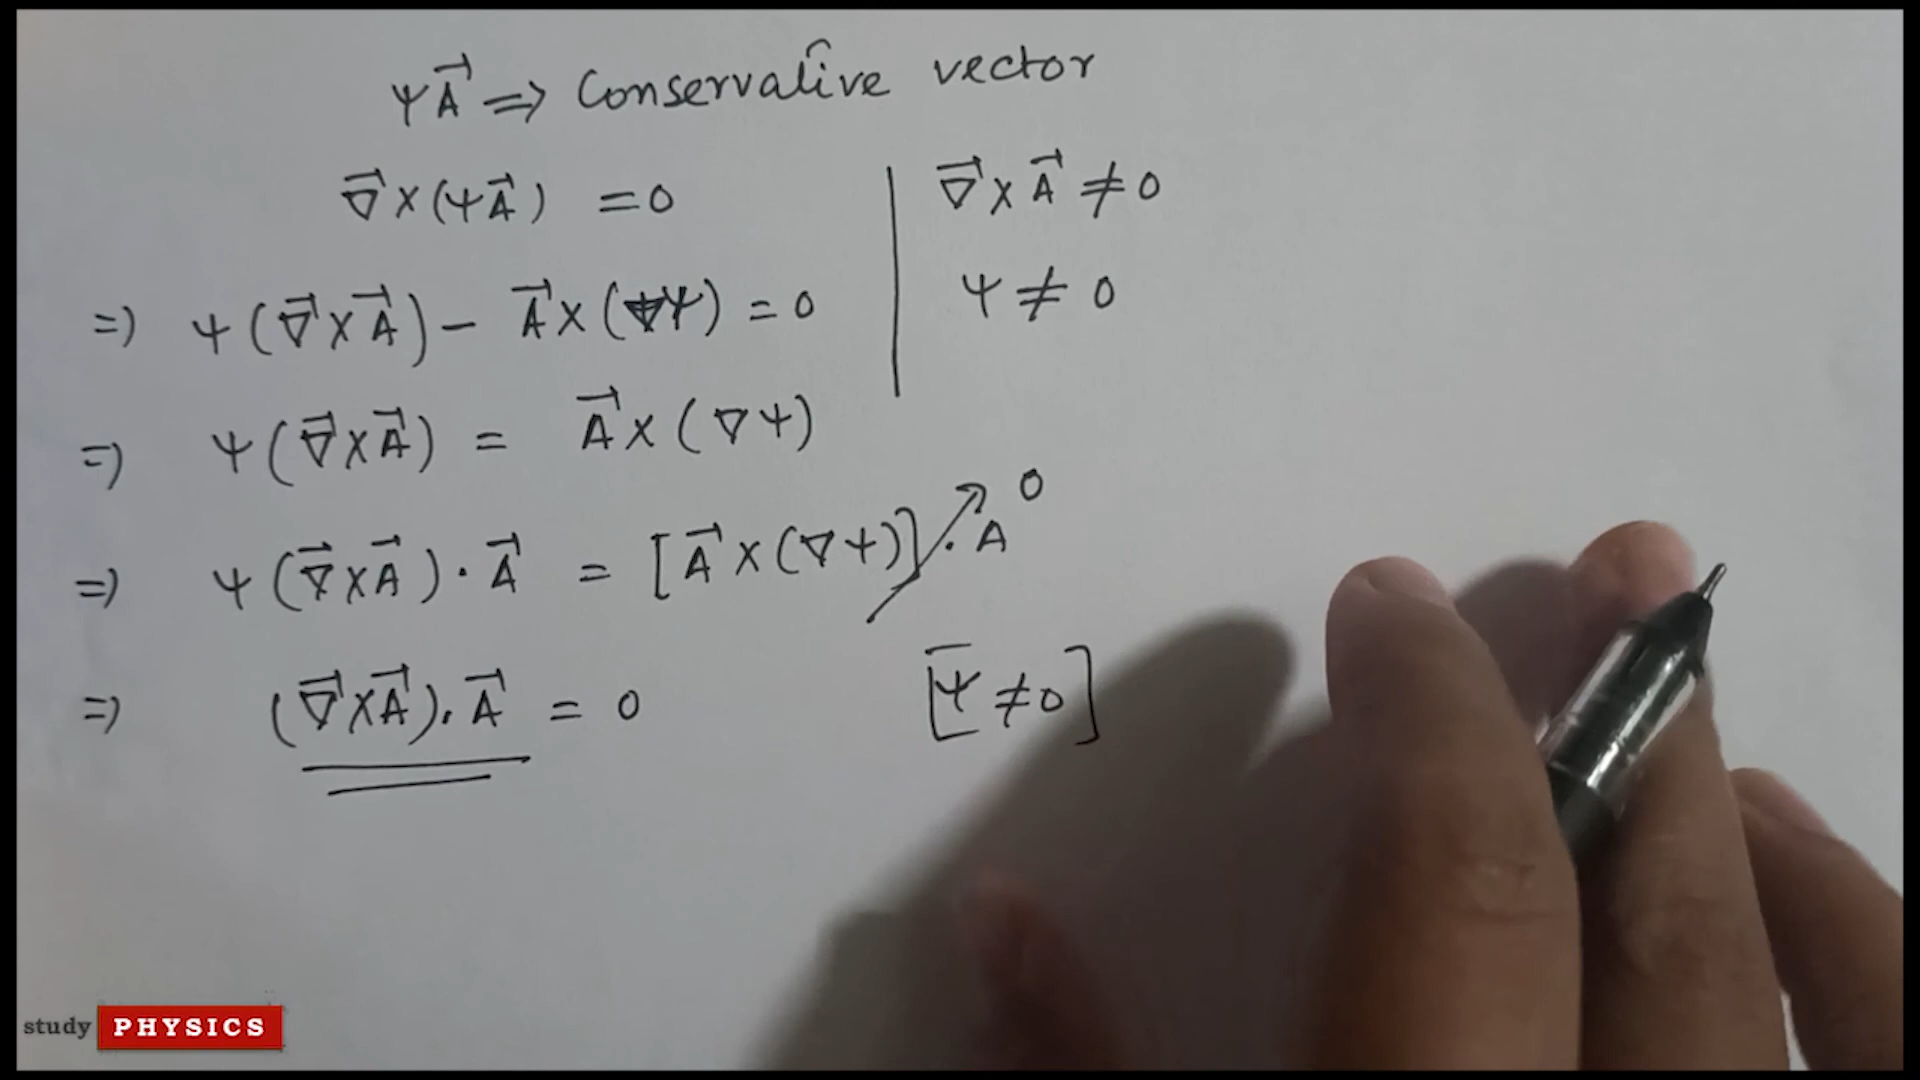 ψA⃗ ⇒ Conservative vector
∇⃗×(ψA⃗) = 0
∇⃗×A⃗ ≠ 0
ψ ≠ 0
⇒ ψ(∇⃗×A⃗) − A⃗×(∇ψ) = 0
⇒ ψ(∇⃗×A⃗) = A⃗×(∇ψ)
⇒ ψ(∇⃗×A⃗)·A⃗ = [A⃗×(∇ψ)]·A 0
⇒ (∇⃗×A⃗)·A⃗ = 0 [ψ ≠ 0]
study PHYSICS